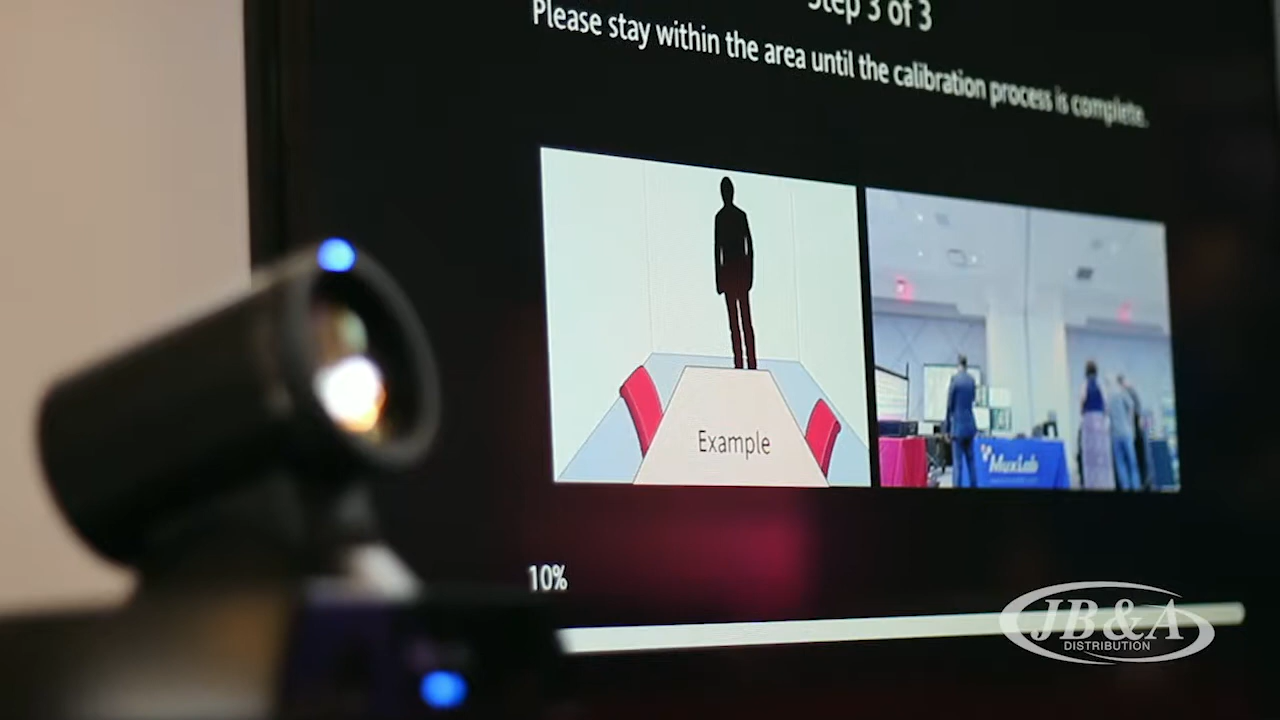 Step 3 of 3
Please stay within the area until the calibration process is complete.
Example
MuxLab
10%
JB&A
DISTRIBUTION